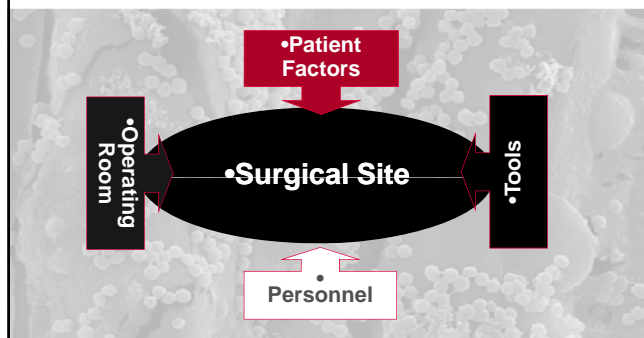 •Patient
Factors
•Operating
Room
•Surgical Site
•Tools
•
Personnel